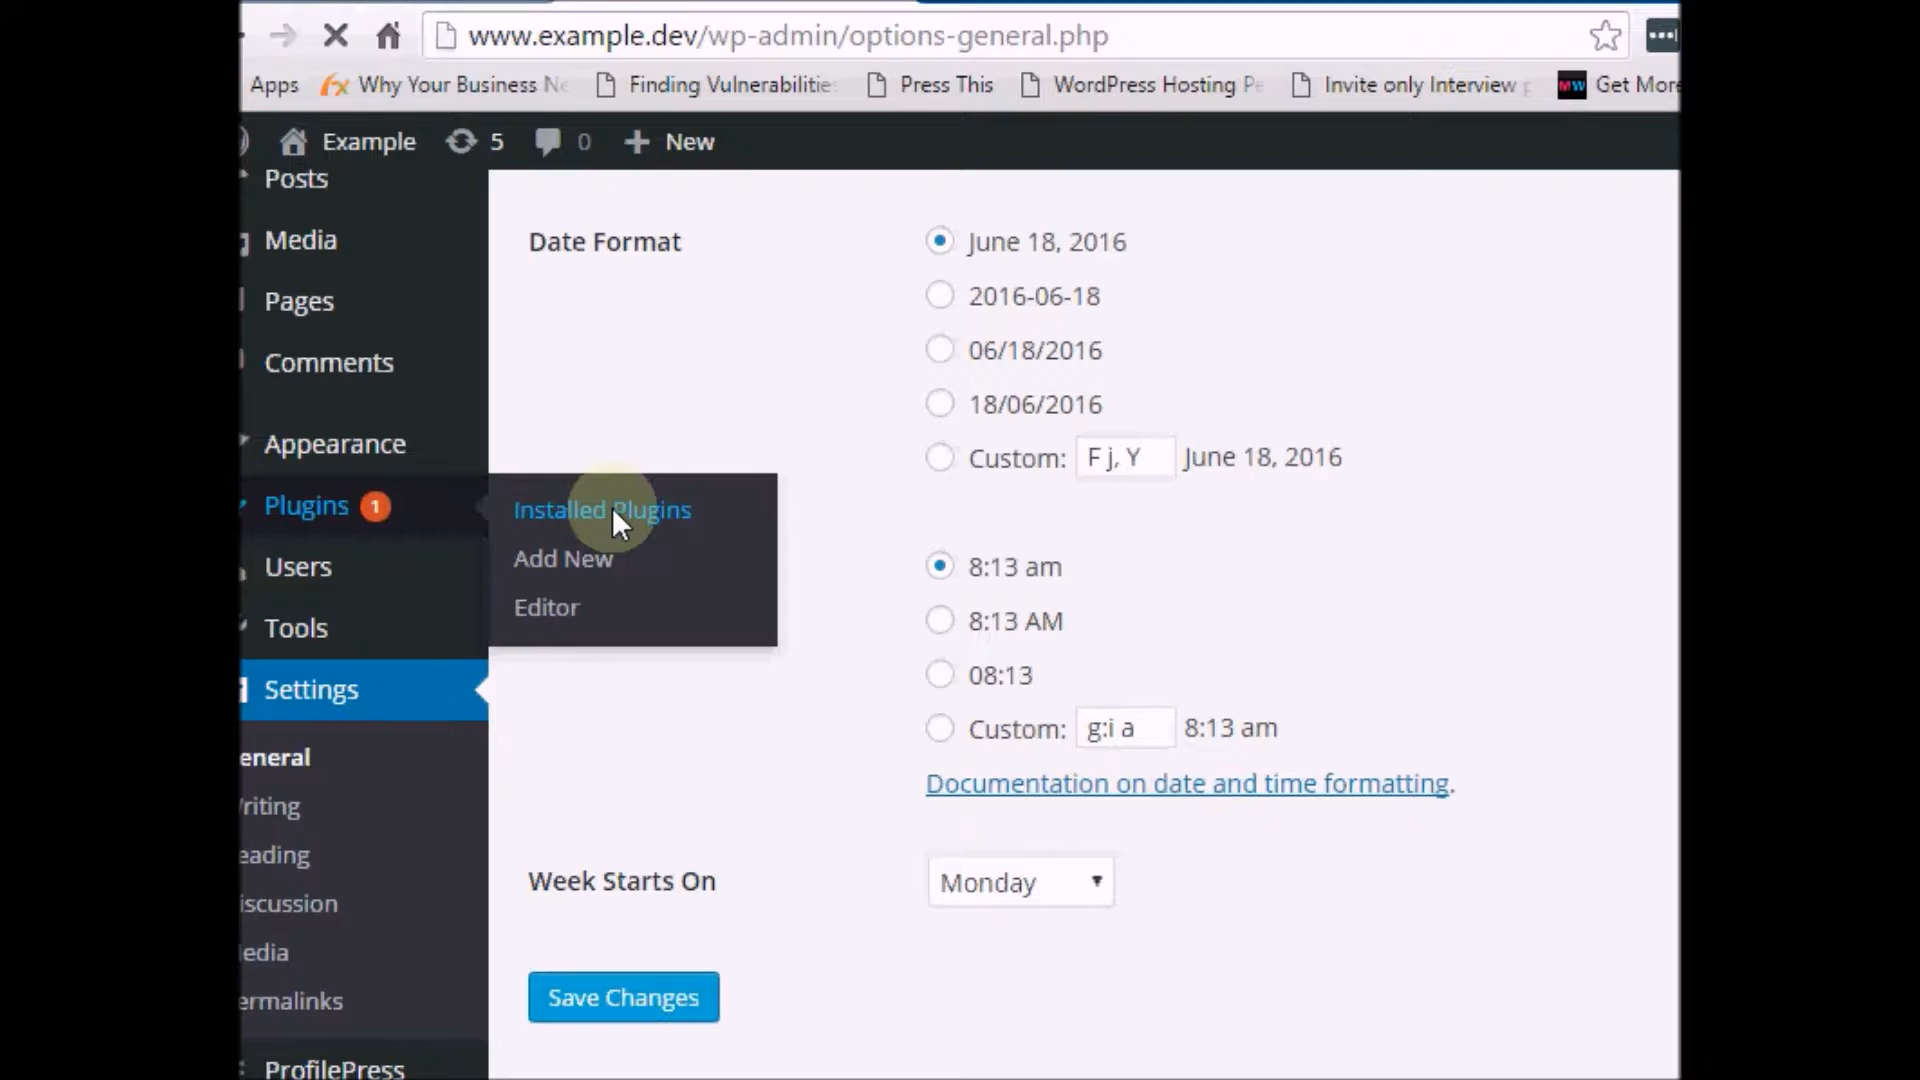 www.example.dev/wp-admin/options-general.php
Apps Why Your Business Ne Finding Vulnerabilitie Press This WordPress Hosting Pe Invite only Interview Get More
Example 5 0 New
Posts
Media
Pages
Comments
Appearance
Plugins 1
Users
Tools
Settings
eneral
riting
eading
iscussion
edia
ermalinks
ProfilePress
Installed Plugins
Add New
Editor
Date Format
June 18, 2016
2016-06-18
06/18/2016
18/06/2016
Custom: F j, Y June 18, 2016
8:13 am
8:13 AM
08:13
Custom: g:i a 8:13 am
Documentation on date and time formatting.
Week Starts On
Monday
Save Changes